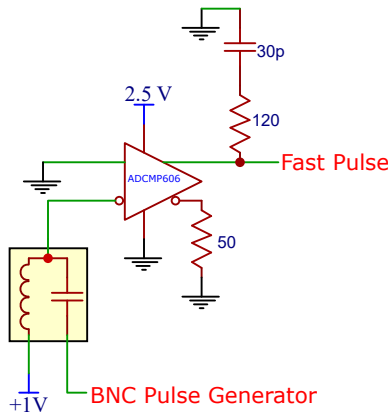 30p
2.5 V
120
ADCMP606
Fast Pulse
50
+1V
BNC Pulse Generator